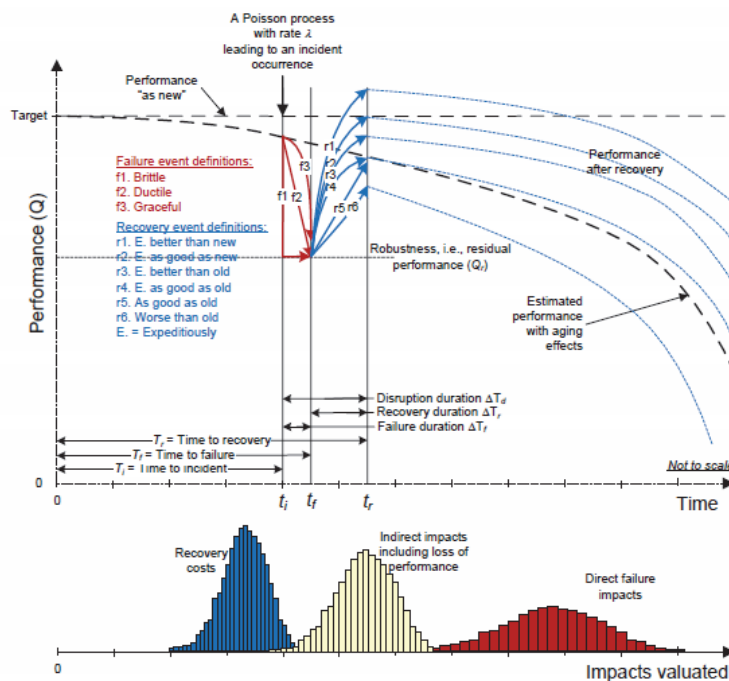 A Poisson process
with rate λ
leading to an incident
occurrence
Performance
"as new"
Target
Failure event definitions:
f1. Brittle
f2. Ductile
f3. Graceful
Recovery event definitions:
r1. E. better than new
r2. E. as good as new
r3. E. better than old
r4. E. as good as old
r5. As good as old
r6. Worse than old
E. = Expeditiously
f1
f2
f3
r1
r3
r4
r5
r6
Performance
after recovery
Robustness, i.e., residual
performance (Qr)
Estimated
performance
with aging
effects
Performance (Q)
Disruption duration ΔTd
Recovery duration ΔTr
Failure duration ΔTf
Tr = Time to recovery
Tf = Time to failure
Ti = Time to incident
Not to scale
0
0
ti
tf
tr
Time
Recovery
costs
Indirect impacts
including loss of
performance
Direct failure
impacts
0
Impacts valuated